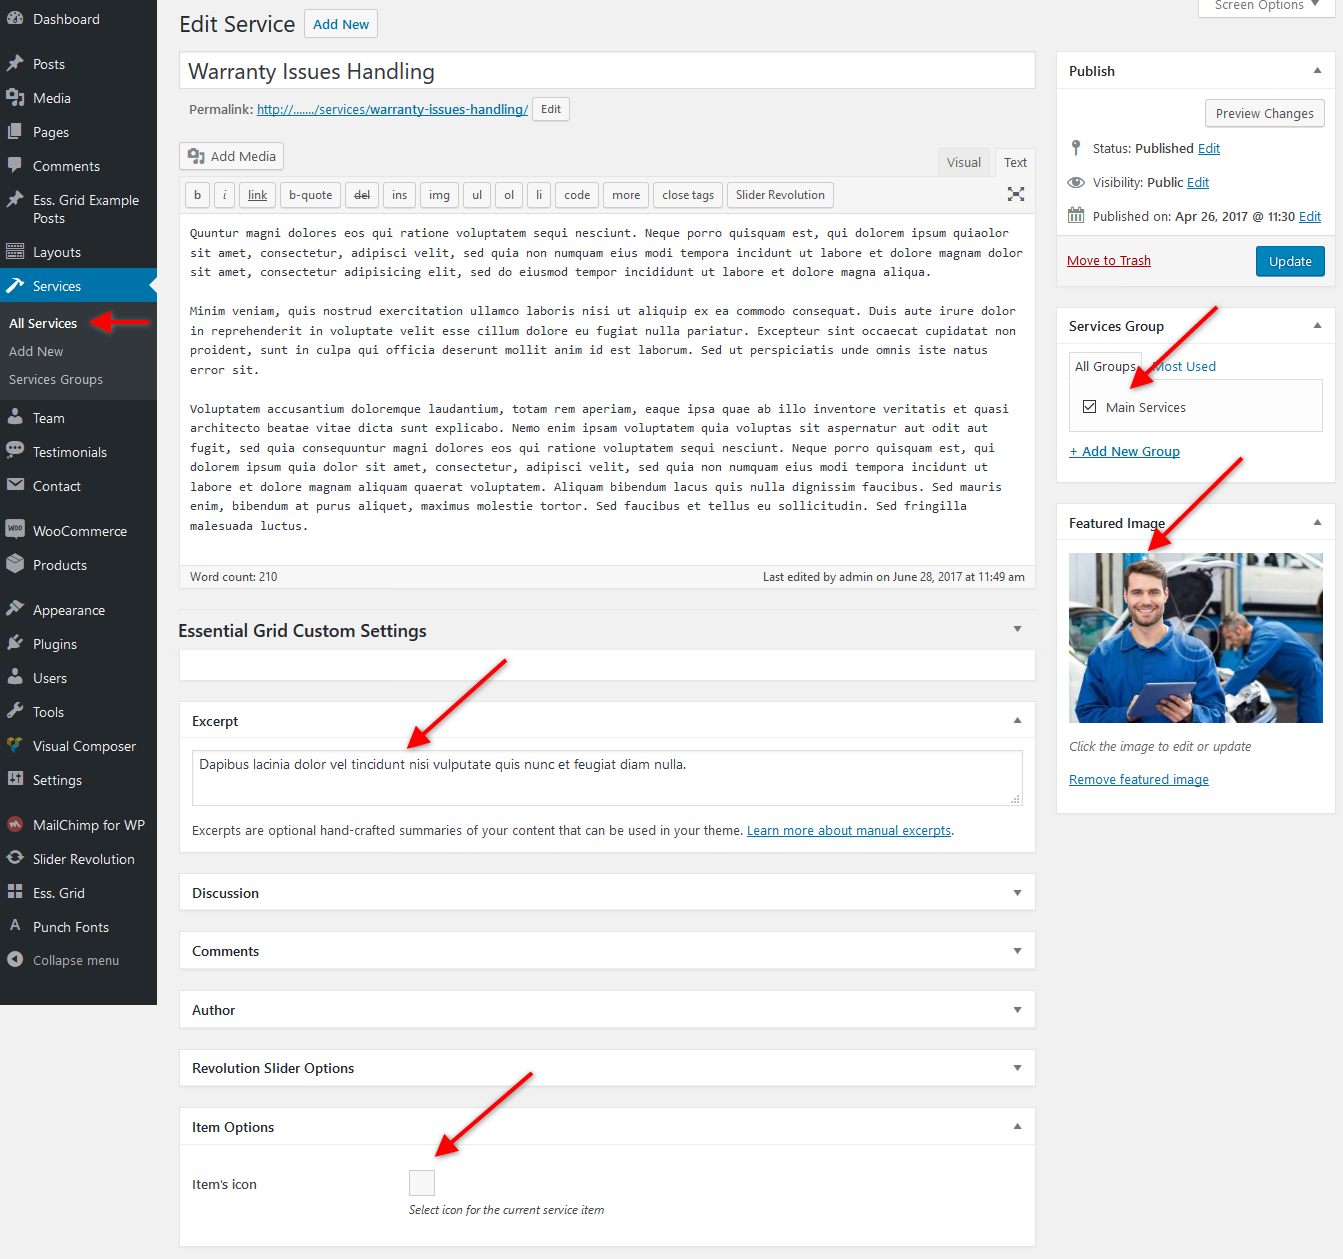 Dashboard
Posts
Media
Pages
Comments
Ess. Grid Example
Posts
Layouts
Services
All Services
Add New
Services Groups
Team
Testimonials
Contact
WooCommerce
Products
Appearance
Plugins
Users
Tools
Visual Composer
Settings
MailChimp for WP
Slider Revolution
Ess. Grid
Punch Fonts
Collapse menu
Screen Options
Edit Service
Add New
Warranty Issues Handling
Permalink: http://......./services/warranty-issues-handling/ Edit
Add Media
Visual
Text
b i link b-quote del ins img ul ol li code more close tags Slider Revolution
Quuntur magni dolores eos qui ratione voluptatem sequi nesciunt. Neque porro quisquam est, qui dolorem ipsum quiaolor
sit amet, consectetur, adipisci velit, sed quia non numquam eius modi tempora incidunt ut labore et dolore magnam dolor
sit amet, consectetur adipisicing elit, sed do eiusmod tempor incididunt ut labore et dolore magna aliqua.
Minim veniam, quis nostrud exercitation ullamco laboris nisi ut aliquip ex ea commodo consequat. Duis aute irure dolor
in reprehenderit in voluptate velit esse cillum dolore eu fugiat nulla pariatur. Excepteur sint occaecat cupidatat non
proident, sunt in culpa qui officia deserunt mollit anim id est laborum. Sed ut perspiciatis unde omnis iste natus
error sit.
Voluptatem accusantium doloremque laudantium, totam rem aperiam, eaque ipsa quae ab illo inventore veritatis et quasi
architecto beatae vitae dicta sunt explicabo. Nemo enim ipsam voluptatem quia voluptas sit aspernatur aut odit aut
fugit, sed quia consequuntur magni dolores eos qui ratione voluptatem sequi nesciunt. Neque porro quisquam est, qui
dolorem ipsum quia dolor sit amet, consectetur, adipisci velit, sed quia non numquam eius modi tempora incidunt ut
labore et dolore magnam aliquam quaerat voluptatem. Aliquam bibendum lacus quis nulla dignissim faucibus. Sed mauris
enim, bibendum at purus aliquet, maximus molestie tortor. Sed faucibus et tellus eu sollicitudin. Sed fringilla
malesuada luctus.
Word count: 210
Last edited by admin on June 28, 2017 at 11:49 am
Essential Grid Custom Settings
Excerpt
Dapibus lacinia dolor vel tincidunt nisi vulputate quis nunc et feugiat diam nulla.
Excerpts are optional hand-crafted summaries of your content that can be used in your theme. Learn more about manual excerpts.
Discussion
Comments
Author
Revolution Slider Options
Item Options
Item's icon
Select icon for the current service item
Publish
Preview Changes
Status: Published Edit
Visibility: Public Edit
Published on: Apr 26, 2017 @ 11:30 Edit
Move to Trash
Update
Services Group
All Groups
Most Used
Main Services
+ Add New Group
Featured Image
Click the image to edit or update
Remove featured image